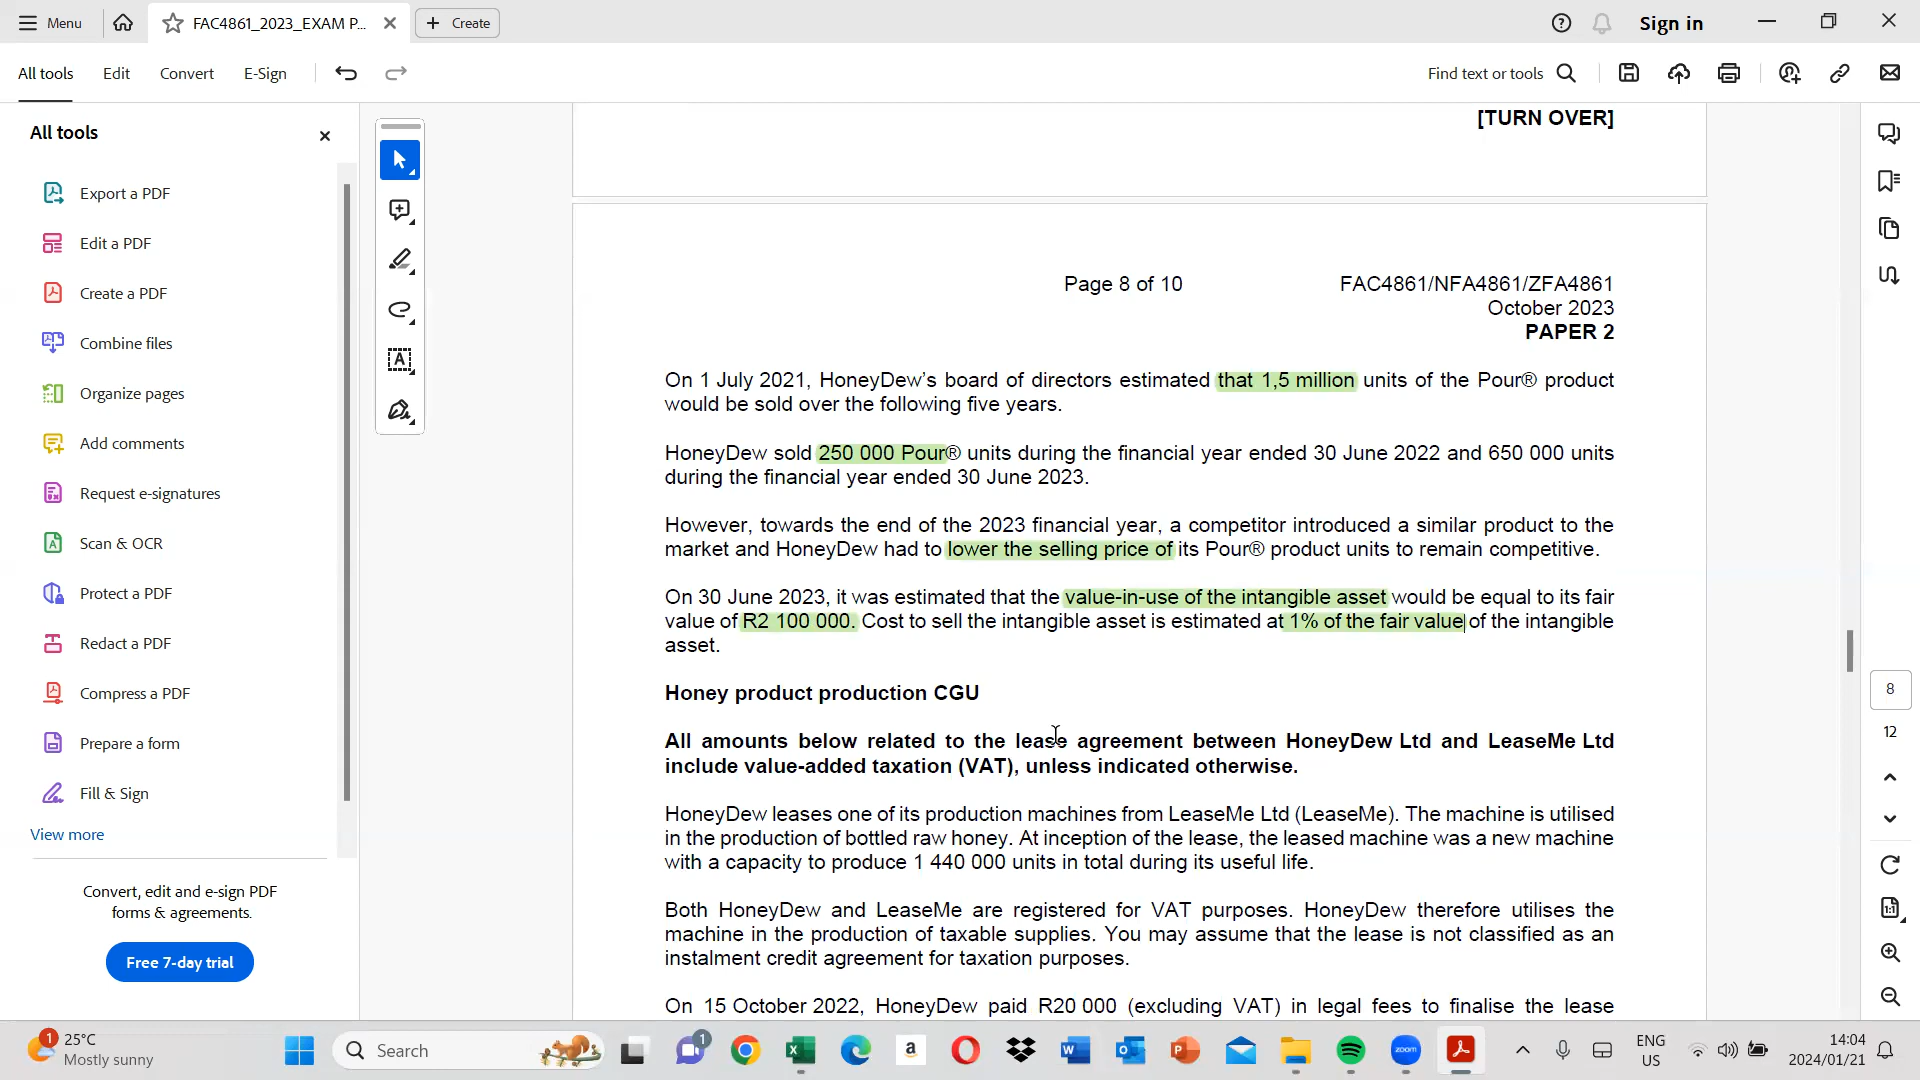 Menu
FAC4861_2023_EXAM P...
Create
Sign in
All tools
Edit
Convert
E-Sign
Find text or tools
All tools
Export a PDF
Edit a PDF
Create a PDF
Combine files
Organize pages
Add comments
Request e-signatures
Scan & OCR
Protect a PDF
Redact a PDF
Compress a PDF
Prepare a form
Fill & Sign
View more
Convert, edit and e-sign PDF
forms & agreements.
Free 7-day trial
[TURN OVER]
Page 8 of 10
FAC4861/NFA4861/ZFA4861
October 2023
PAPER 2
On 1 July 2021, HoneyDew's board of directors estimated that 1,5 million units of the Pour® product
would be sold over the following five years.
HoneyDew sold 250 000 Pour® units during the financial year ended 30 June 2022 and 650 000 units
during the financial year ended 30 June 2023.
However, towards the end of the 2023 financial year, a competitor introduced a similar product to the
market and HoneyDew had to lower the selling price of its Pour® product units to remain competitive.
On 30 June 2023, it was estimated that the value-in-use of the intangible asset would be equal to its fair
value of R2 100 000. Cost to sell the intangible asset is estimated at 1% of the fair value of the intangible
asset.
Honey product production CGU
All amounts below related to the lease agreement between HoneyDew Ltd and LeaseMe Ltd
include value-added taxation (VAT), unless indicated otherwise.
HoneyDew leases one of its production machines from LeaseMe Ltd (LeaseMe). The machine is utilised
in the production of bottled raw honey. At inception of the lease, the leased machine was a new machine
with a capacity to produce 1 440 000 units in total during its useful life.
Both HoneyDew and LeaseMe are registered for VAT purposes. HoneyDew therefore utilises the
machine in the production of taxable supplies. You may assume that the lease is not classified as an
instalment credit agreement for taxation purposes.
On 15 October 2022, HoneyDew paid R20 000 (excluding VAT) in legal fees to finalise the lease
8
12
1
25°C
Mostly sunny
Search
1
a
zoom
ENG
US
14:04
2024/01/21